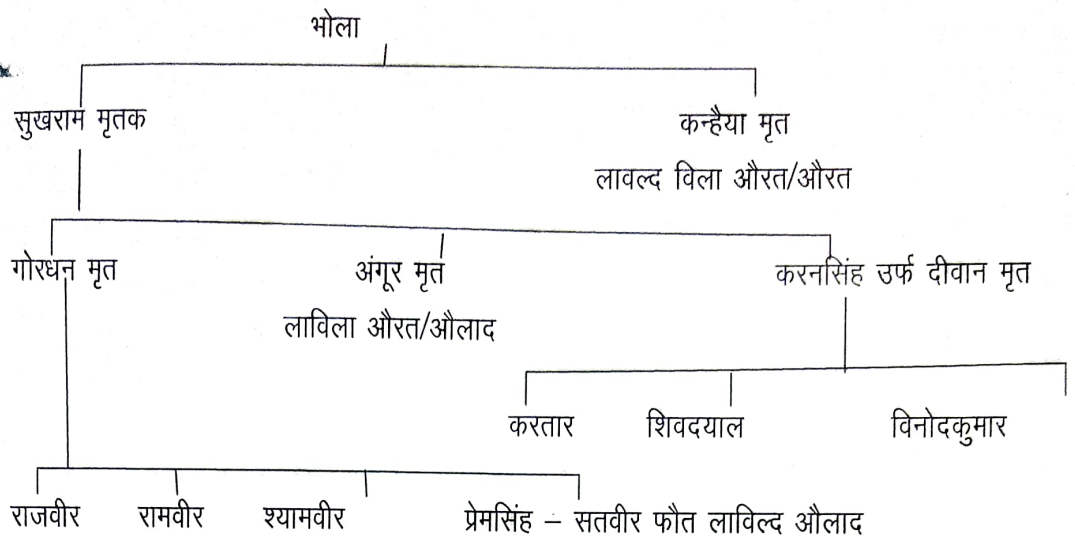 भोला
सुखराम मृतक कन्हैया मृत
लावल्द विला औरत/औरत
गोरधन मृत अंगूर मृत करनसिंह उर्फ दीवान मृत
लाविला औरत/औलाद
करतार शिवदयाल विनोदकुमार
राजवीर रामवीर श्यामवीर प्रेमसिंह – सतवीर फौत लाविल्द औलाद